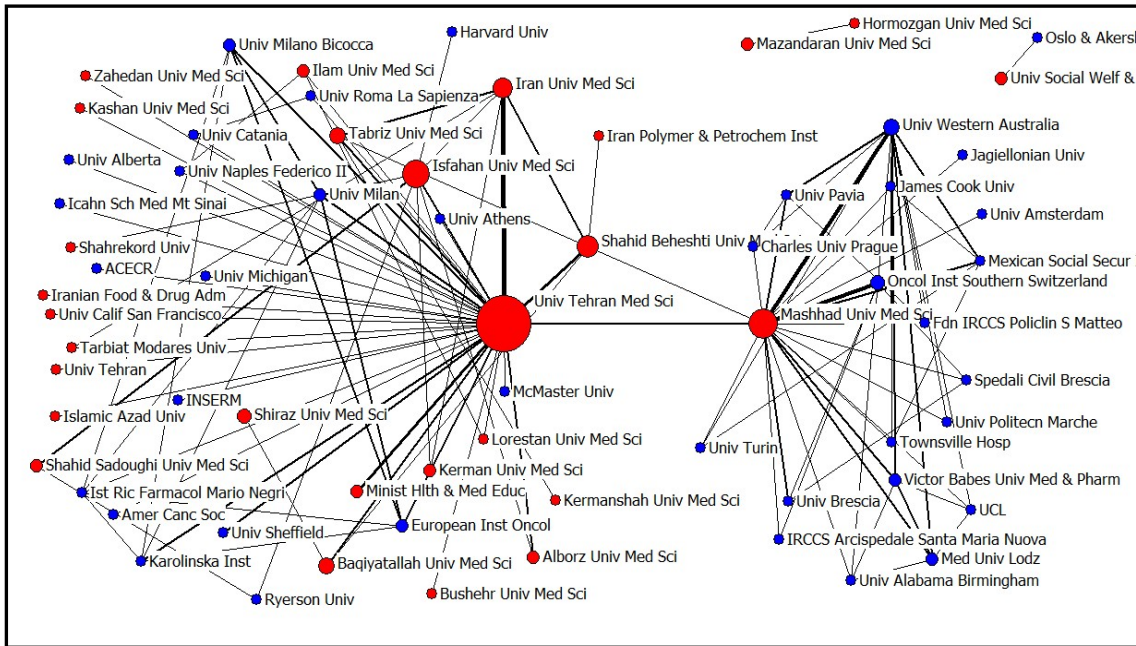 Hormozgan Univ Med Sci
Harvard Univ
Oslo & Akersh
Univ Milano Bicocca
Mazandaran Univ Med Sci
Zahedan Univ Med Sci
Ilam Univ Med Sci
Univ Social Welf &
Iran Univ Med Sci
Univ Roma La Sapienza
Kashan Univ Med Sci
Univ Western Australia
Univ Catania
Tabriz Univ Med Sci
Iran Polymer & Petrochem Inst
Jagiellonian Univ
Univ Alberta
Isfahan Univ Med Sci
Univ Naples Federico II
James Cook Univ
Univ Milan
Univ Pavia
Icahn Sch Med Mt Sinai
Univ Amsterdam
Univ Athens
Shahrekord Univ
Shahid Beheshti Univ
Charles Univ Prague
Mexican Social Secur
ACECR
Univ Michigan
Oncol Inst Southern Switzerland
Iranian Food & Drug Adm
Univ Tehran Med Sci
Univ Calif San Francisco
Mashhad Univ Med Sci
Fdn IRCCS Policlin S Matteo
Tarbiat Modares Univ
Univ Tehran
Spedali Civil Brescia
McMaster Univ
INSERM
Islamic Azad Univ
Shiraz Univ Med Sci
Univ Politecn Marche
Lorestan Univ Med Sci
Townsville Hosp
Univ Turin
Shahid Sadoughi Univ Med Sci
Kerman Univ Med Sci
Victor Babes Univ Med & Pharm
Ist Ric Farmacol Mario Negri
Minist Hlth & Med Educ
Kermanshah Univ Med Sci
Univ Brescia
UCL
Amer Canc Soc
European Inst Oncol
Univ Sheffield
IRCCS Arcispedale Santa Maria Nuova
Karolinska Inst
Baqiyatallah Univ Med Sci
Alborz Univ Med Sci
Med Univ Lodz
Univ Alabama Birmingham
Bushehr Univ Med Sci
Ryerson Univ